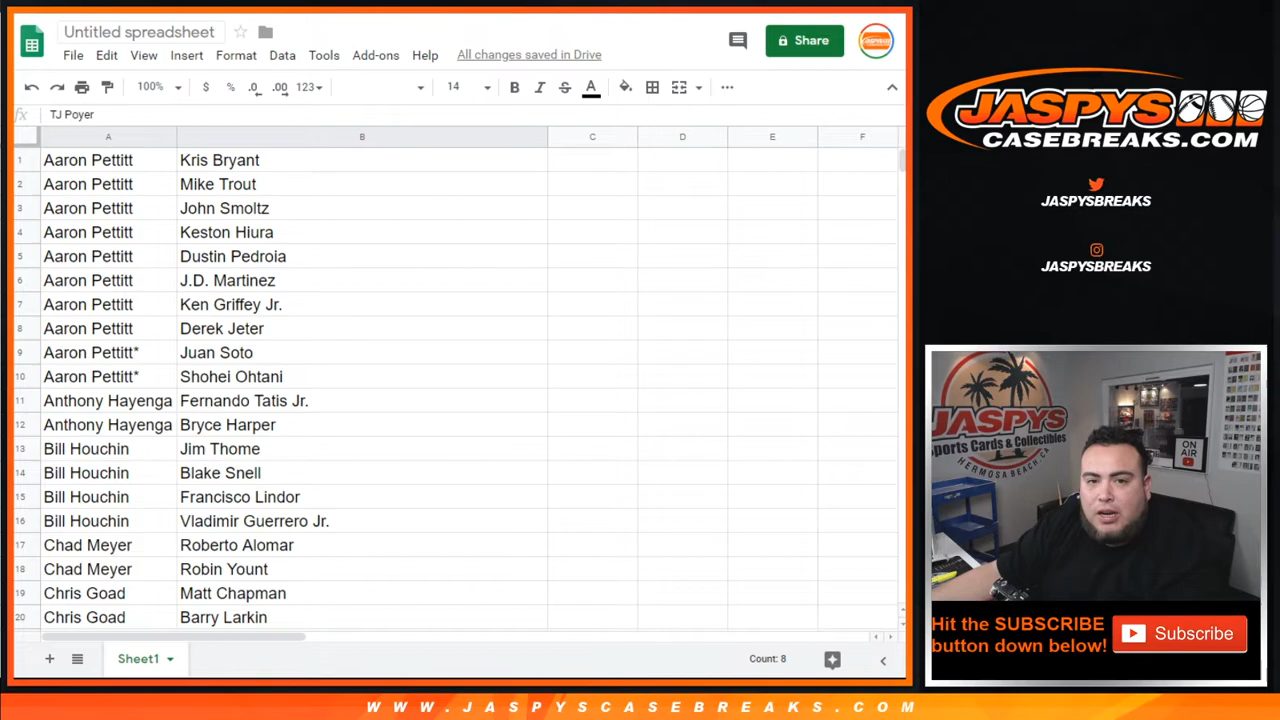 Untitled spreadsheet
File Edit View Insert Format Data Tools Add-ons Help All changes saved in Drive
Share
100% $ % .0 .00 123 14 B I S A
fx TJ Poyer
A B C D E F
1 Aaron Pettitt Kris Bryant
2 Aaron Pettitt Mike Trout
3 Aaron Pettitt John Smoltz
4 Aaron Pettitt Keston Hiura
5 Aaron Pettitt Dustin Pedroia
6 Aaron Pettitt J.D. Martinez
7 Aaron Pettitt Ken Griffey Jr.
8 Aaron Pettitt Derek Jeter
9 Aaron Pettitt* Juan Soto
10 Aaron Pettitt* Shohei Ohtani
11 Anthony Hayenga Fernando Tatis Jr.
12 Anthony Hayenga Bryce Harper
13 Bill Houchin Jim Thome
14 Bill Houchin Blake Snell
15 Bill Houchin Francisco Lindor
16 Bill Houchin Vladimir Guerrero Jr.
17 Chad Meyer Roberto Alomar
18 Chad Meyer Robin Yount
19 Chris Goad Matt Chapman
20 Chris Goad Barry Larkin
Sheet1 Count: 8
JASPYS
CASEBREAKS.COM
JASPYSBREAKS
JASPYSBREAKS
JASPYS
Sports Cards & Collectibles
HERMOSA BEACH, CA
ON
AIR
Hit the SUBSCRIBE
button down below!
Subscribe
WWW.JASPYSCASEBREAKS.COM